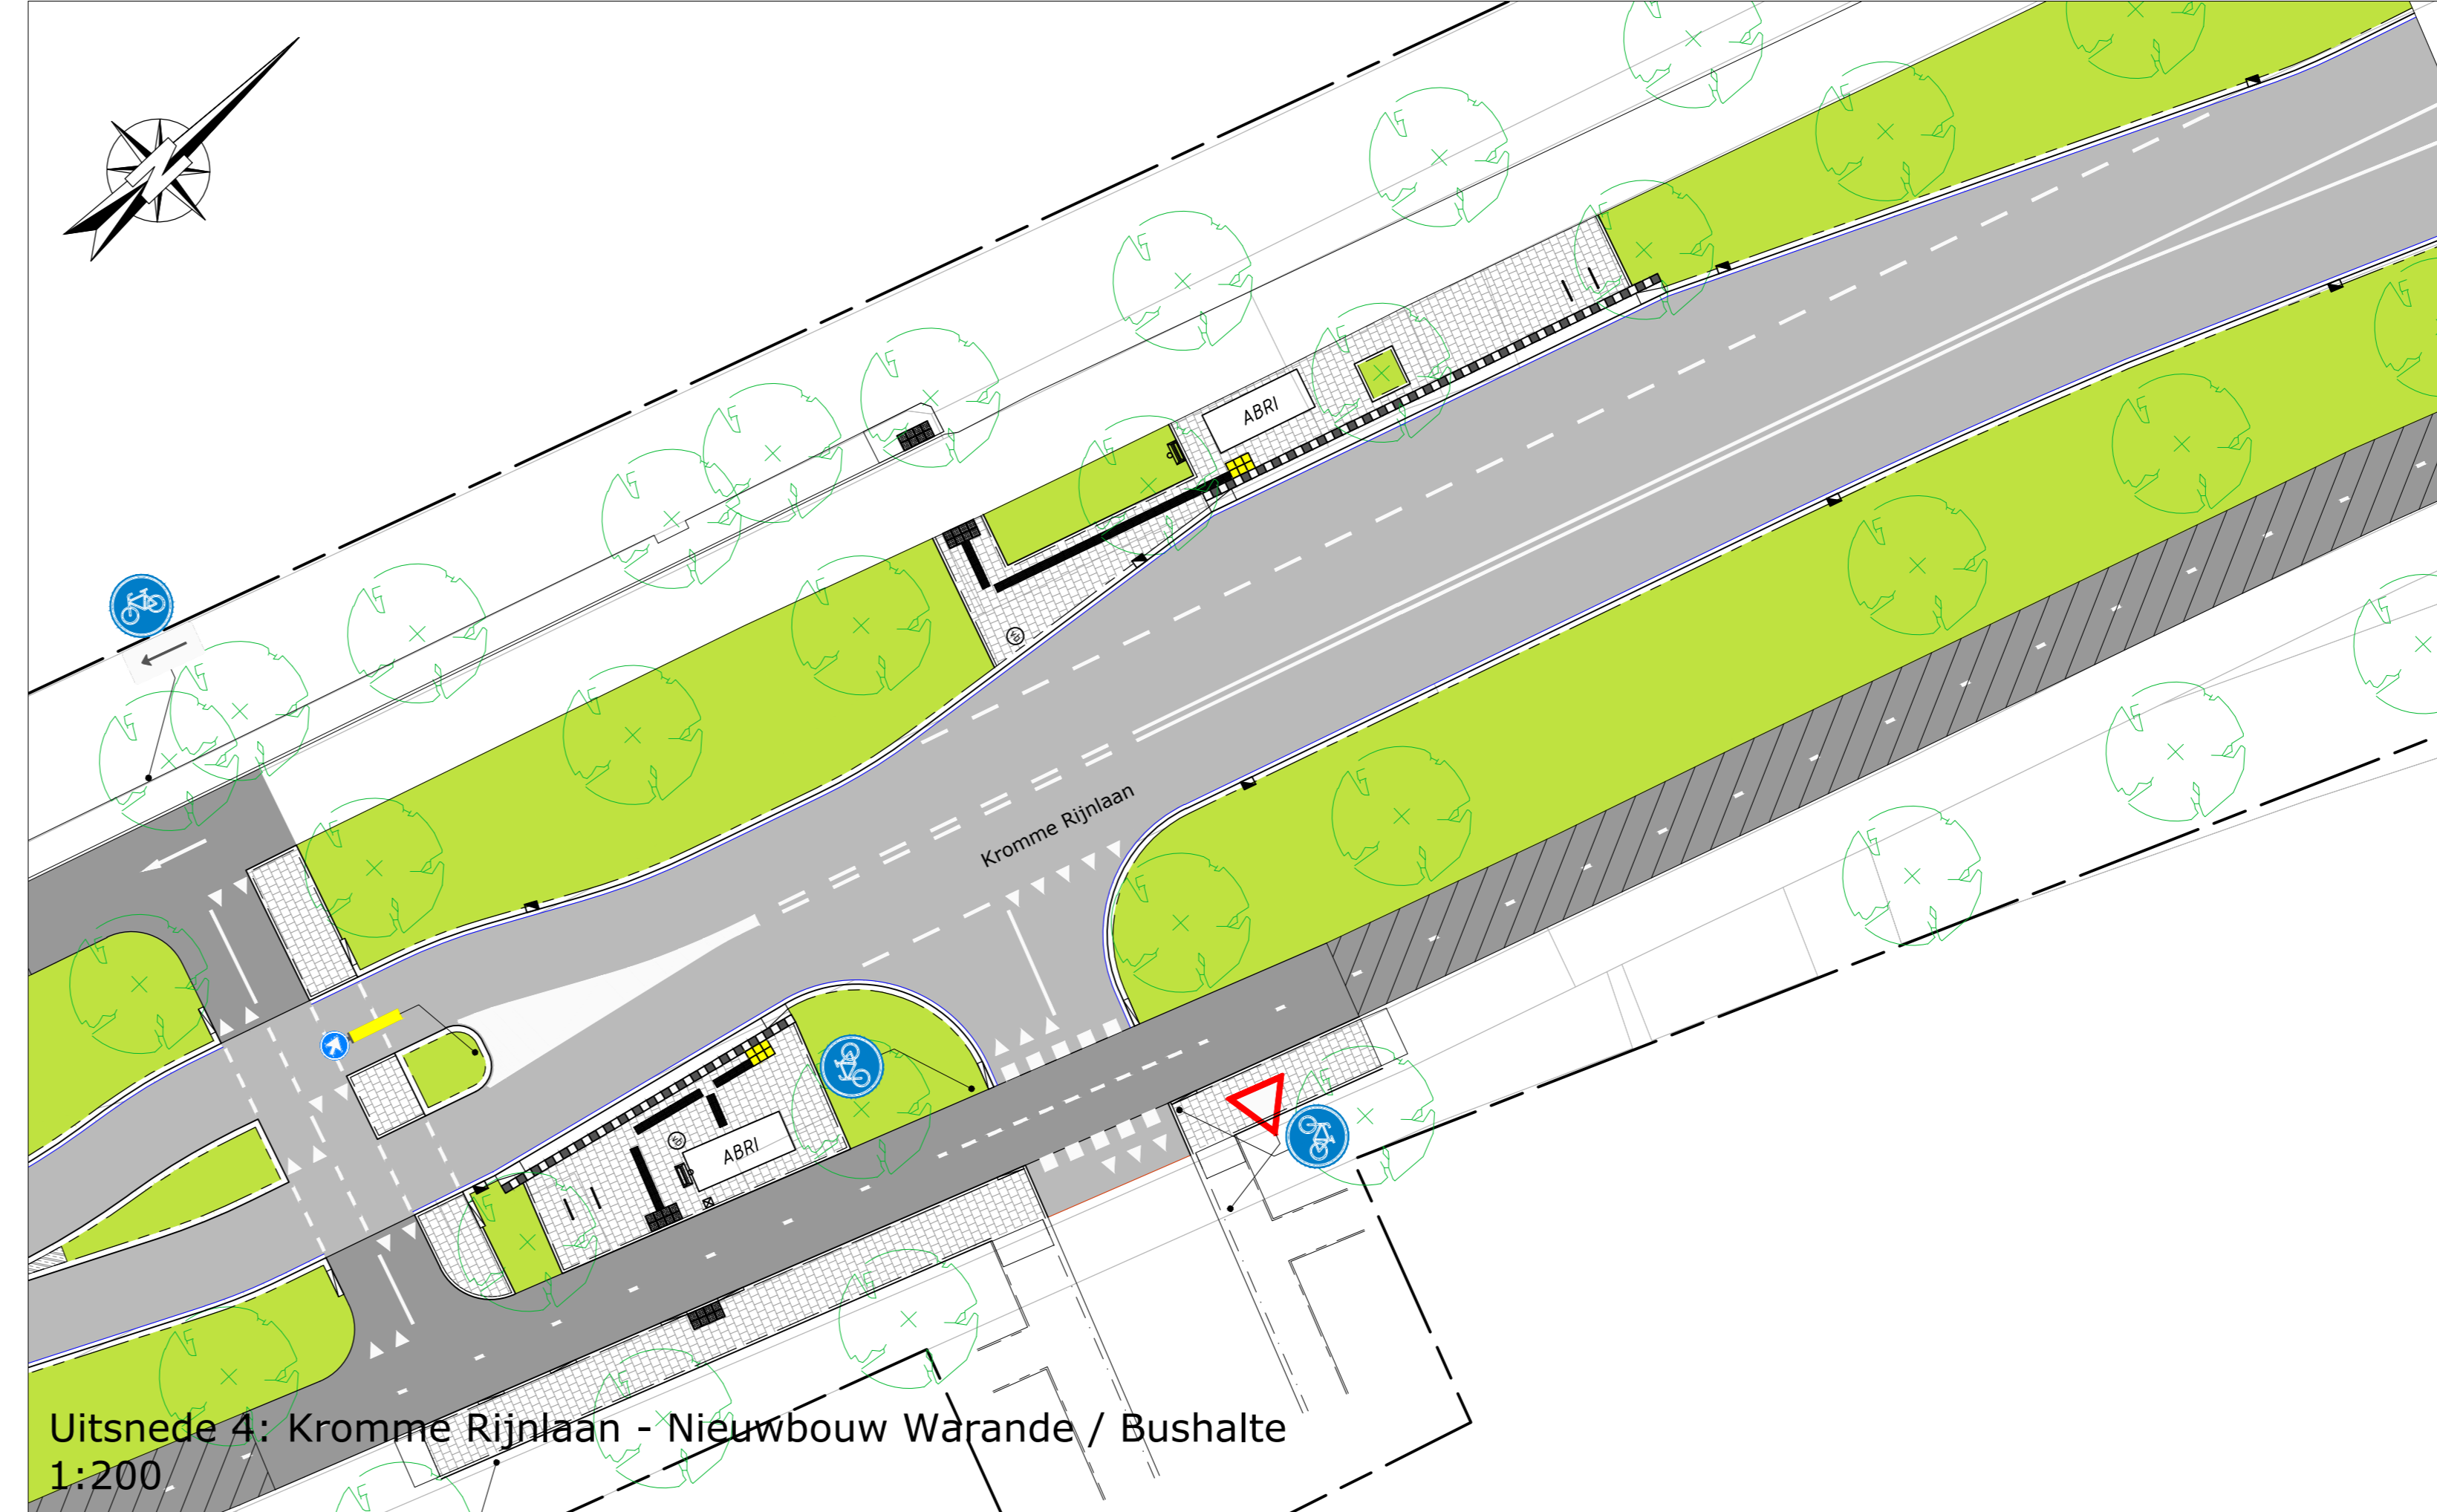 ABRI
Kromme Rijnlaan
ABRI
Uitsnede 4: Kromme Rijnlaan - Nieuwbouw Warande / Bushalte
1:200